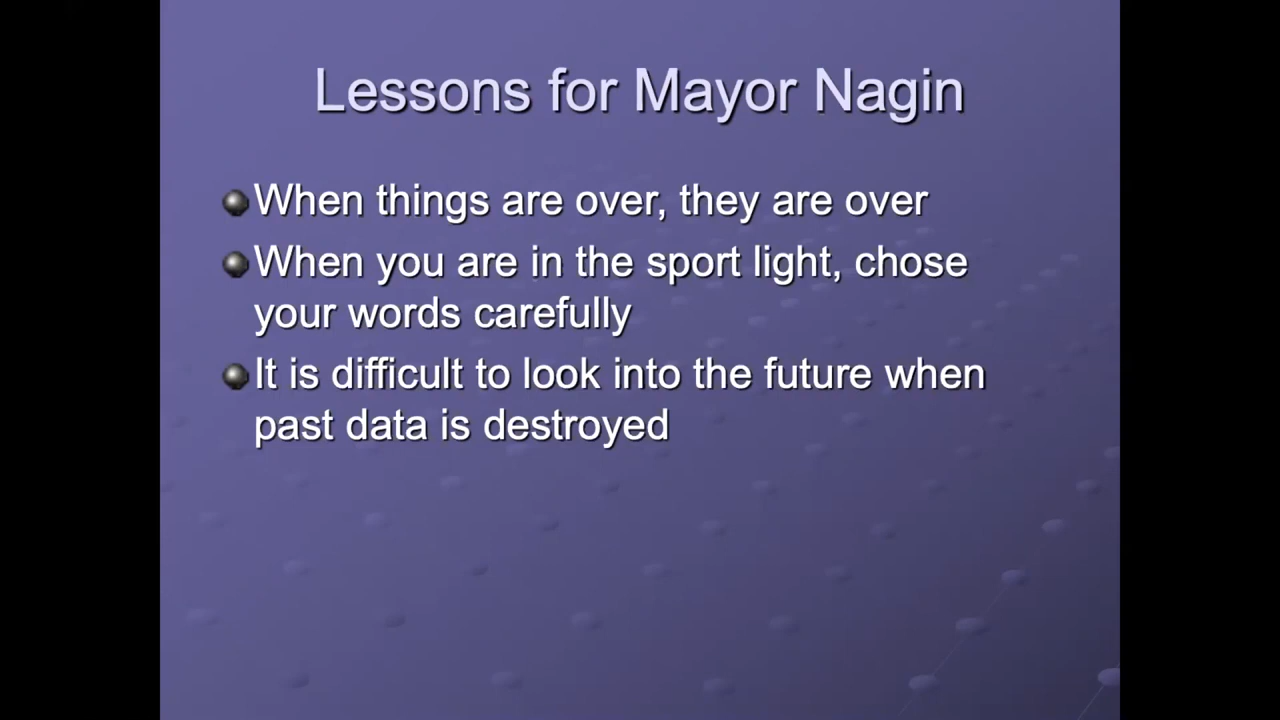 Lessons for Mayor Nagin
When things are over, they are over
When you are in the sport light, chose
your words carefully
It is difficult to look into the future when
past data is destroyed